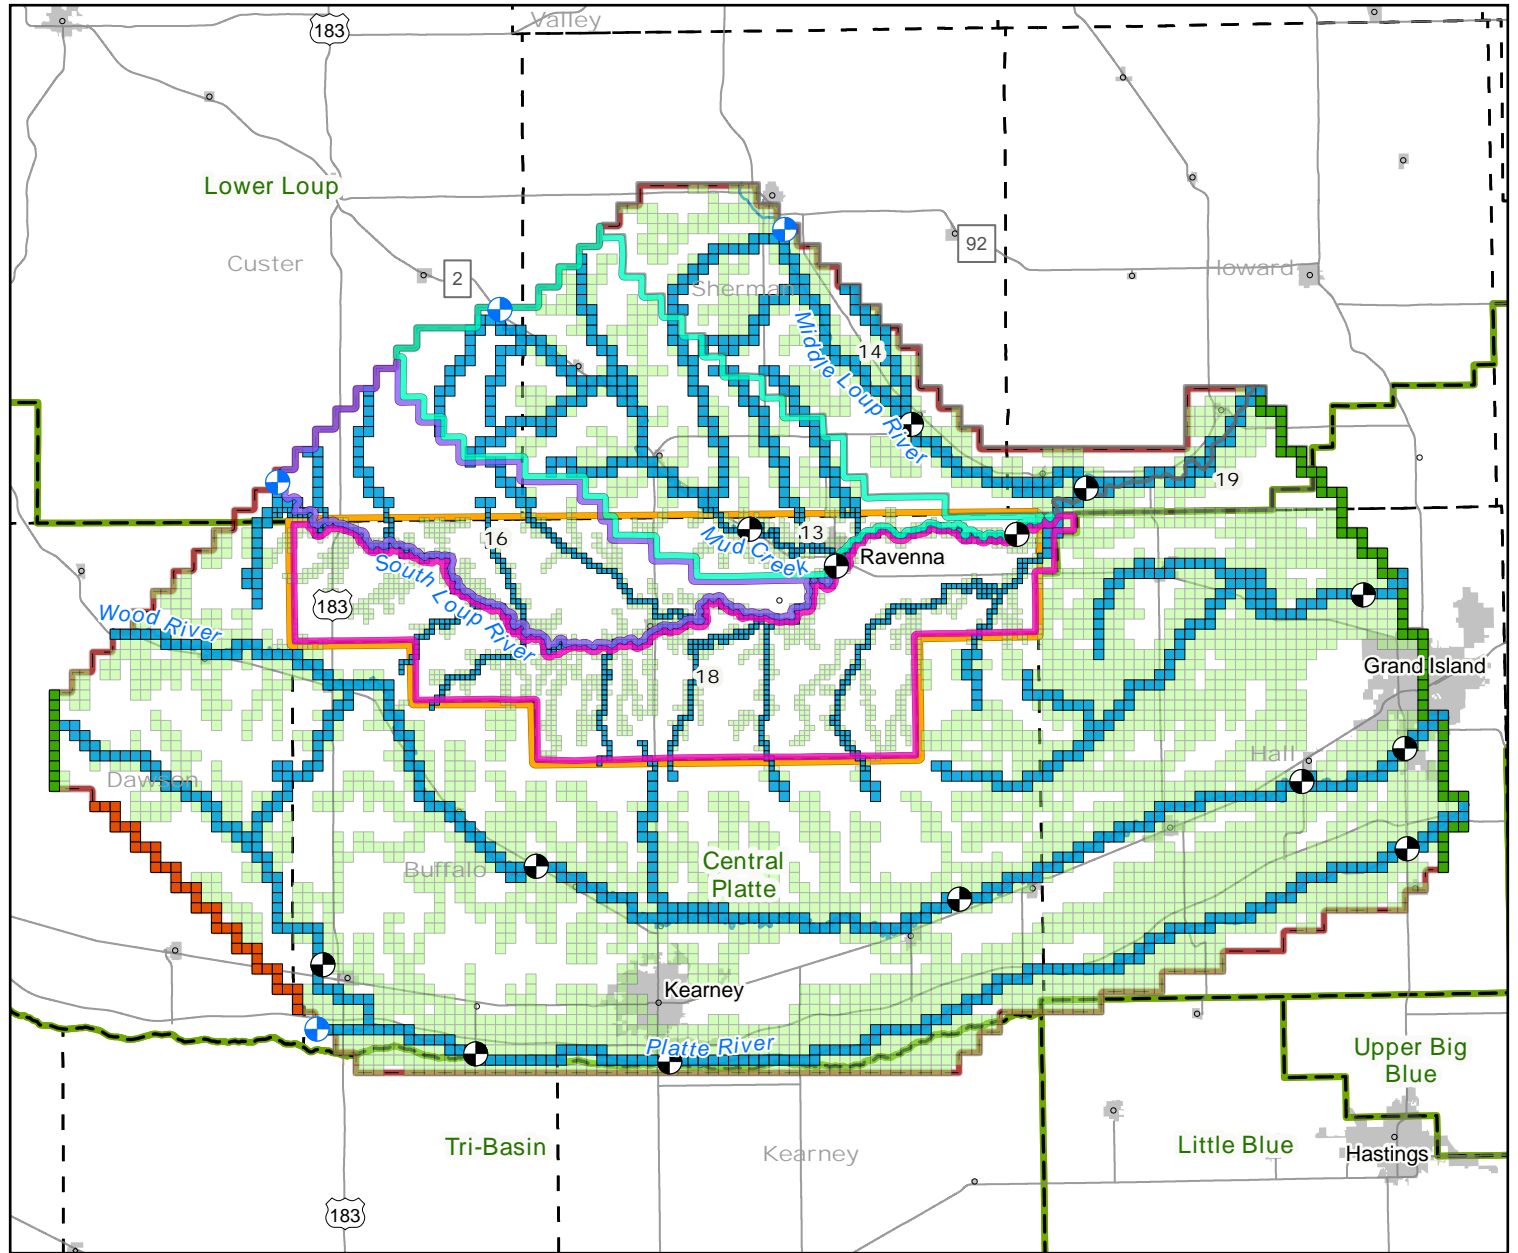 Valley
183
Lower Loup
Custer
92
Howard
2
Sherman
Middle Loup River
14
19
16
Mud Creek
13
Ravenna
South Loup River
183
Wood River
18
Grand Island
Hall
Dawson
Buffalo
Central
Platte
Kearney
Platte River
Upper Big
Blue
Tri-Basin
Kearney
Little Blue
Hastings
183